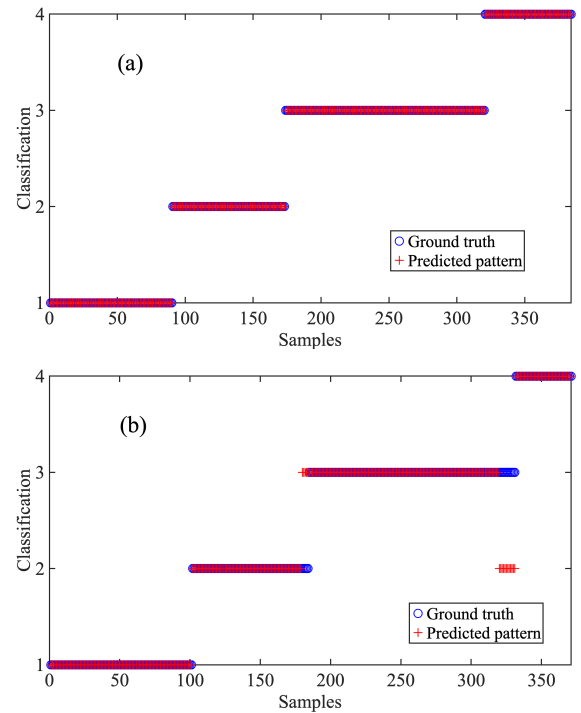 4
(a)
3
Classification
2
Ground truth
Predicted pattern
1
0 50 100 150 200 250 300 350
Samples
4
(b)
3
Classification
2
Ground truth
Predicted pattern
1
0 50 100 150 200 250 300 350
Samples